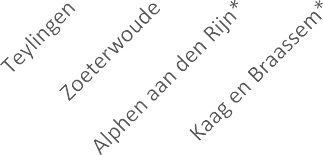 Teylingen
Zoeterwoude
Alphen aan den Rijn*
Kaag en Braassem*